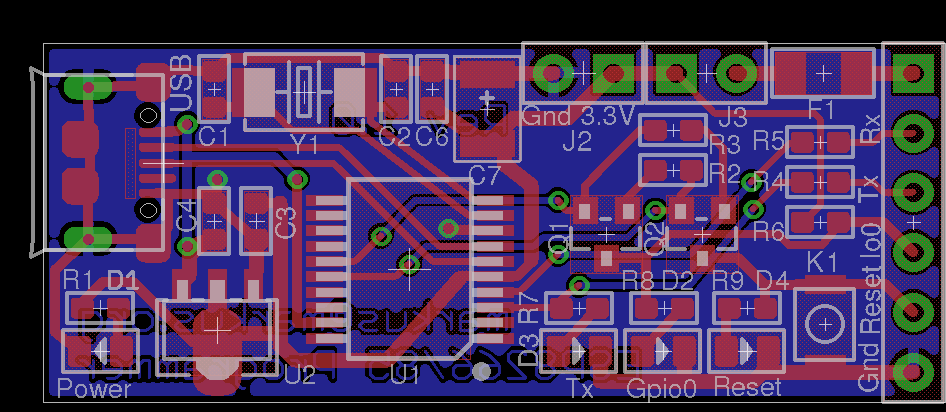 USB
C1
Y1
C2
C6
C7
Gnd 3.3V
J2
J3
F1
R3
R2
R5
R4
R6
Rx
Tx
Io0
Reset
Gnd
C4
C3
Q1
Q2
K1
R1
D1
R7
R8
D2
R9
D4
D3
U2
U1
Power
Tx
Gpio0
Reset